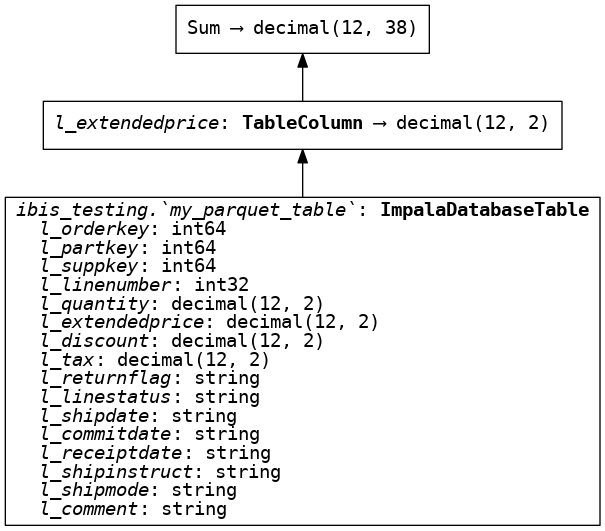 Sum → decimal(12, 38)
l_extendedprice: TableColumn → decimal(12, 2)
ibis_testing.`my_parquet_table`: ImpalaDatabaseTable
l_orderkey: int64
l_partkey: int64
l_suppkey: int64
l_linenumber: int32
l_quantity: decimal(12, 2)
l_extendedprice: decimal(12, 2)
l_discount: decimal(12, 2)
l_tax: decimal(12, 2)
l_returnflag: string
l_linestatus: string
l_shipdate: string
l_commitdate: string
l_receiptdate: string
l_shipinstruct: string
l_shipmode: string
l_comment: string